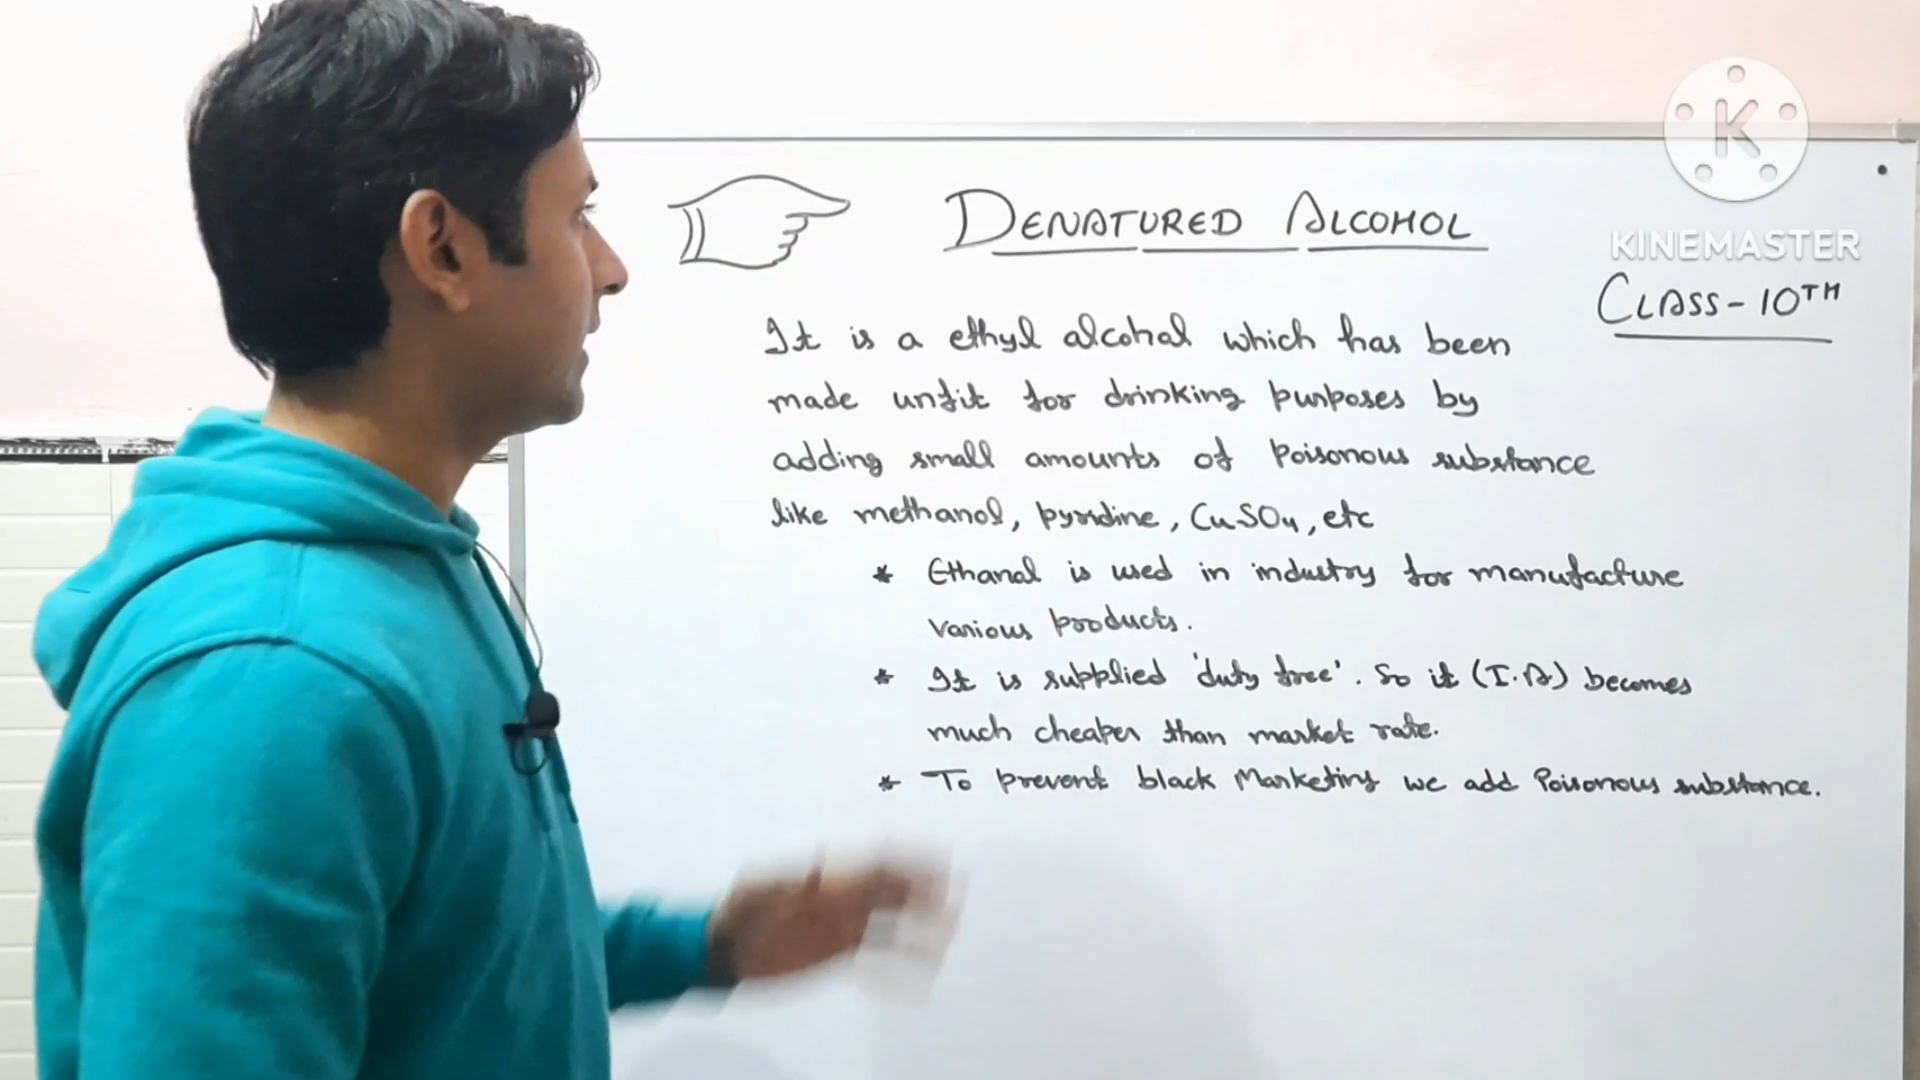 K
KINEMASTER
DENATURED ALCOHOL
CLASS-10TH
It is a ethyl alcohal which has been
made unfit for drinking purposes by
adding small amounts of Poisonous substance
like methanol, pyridine, CuSO4, etc
* Ethanal is used in industry for manufacture
various products.
* It is supplied 'duty free'. So it (I.A) becomes
much cheaper than market rate.
* To prevent black Marketing we add Poisonous substance.